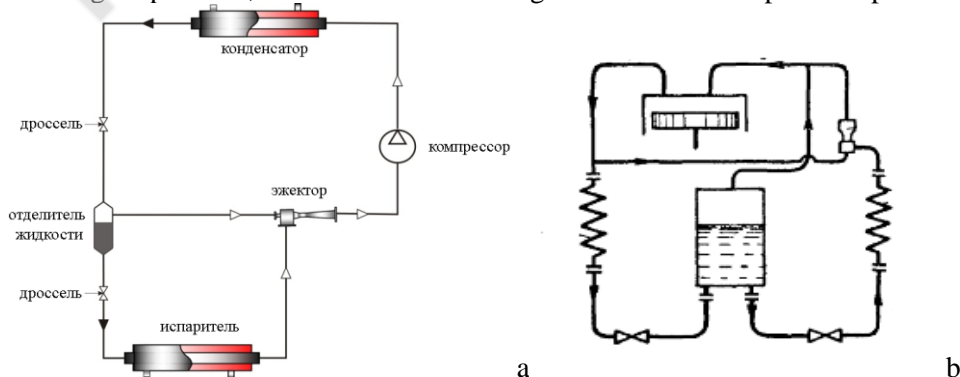 конденсатор
дроссель
компрессор
эжектор
отделитель
жидкости
дроссель
испаритель
a
b